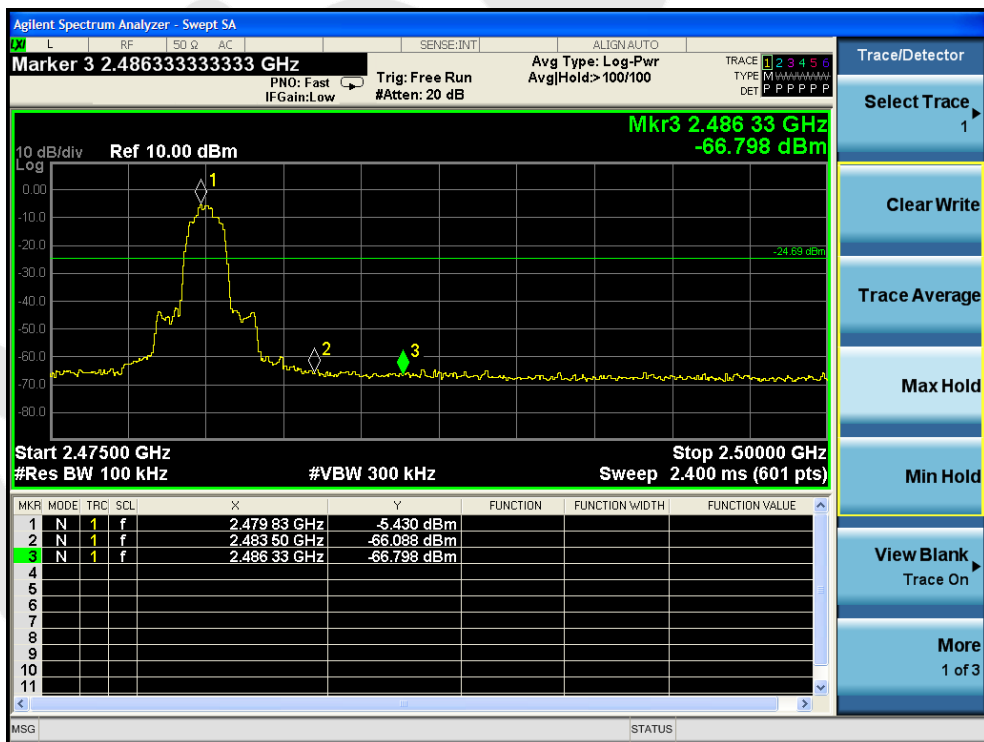 Agilent Spectrum Analyzer - Swept SA
LXI L RF 50 Ω AC SENSE:INT ALIGN AUTO
Marker 3 2.486333333333 GHz
PNO: Fast
IFGain:Low
Trig: Free Run
#Atten: 20 dB
Avg Type: Log-Pwr
Avg|Hold:>100/100
TRACE 1 2 3 4 5 6
TYPE M
DET P P P P P P
Mkr3 2.486 33 GHz
-66.798 dBm
10 dB/div Ref 10.00 dBm
Log
0.00
-10.0
-20.0
-30.0
-40.0
-50.0
-60.0
-70.0
-80.0
1
-24.69 dBm
2
3
Start 2.47500 GHz Stop 2.50000 GHz
#Res BW 100 kHz #VBW 300 kHz Sweep 2.400 ms (601 pts)
MKR MODE TRC SCL X Y FUNCTION FUNCTION WIDTH FUNCTION VALUE
1 N 1 f 2.479 83 GHz -5.430 dBm
2 N 1 f 2.483 50 GHz -66.088 dBm
3 N 1 f 2.486 33 GHz -66.798 dBm
4
5
6
7
8
9
10
11
MSG STATUS
Trace/Detector
Select Trace
1
Clear Write
Trace Average
Max Hold
Min Hold
View Blank
Trace On
More
1 of 3